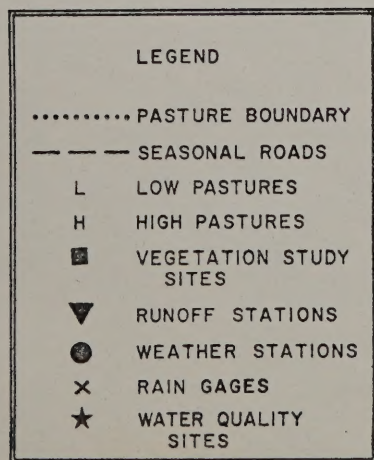 LEGEND
PASTURE BOUNDARY
SEASONAL ROADS
L LOW PASTURES
H HIGH PASTURES
VEGETATION STUDY
SITES
RUNOFF STATIONS
WEATHER STATIONS
× RAIN GAGES
WATER QUALITY
SITES